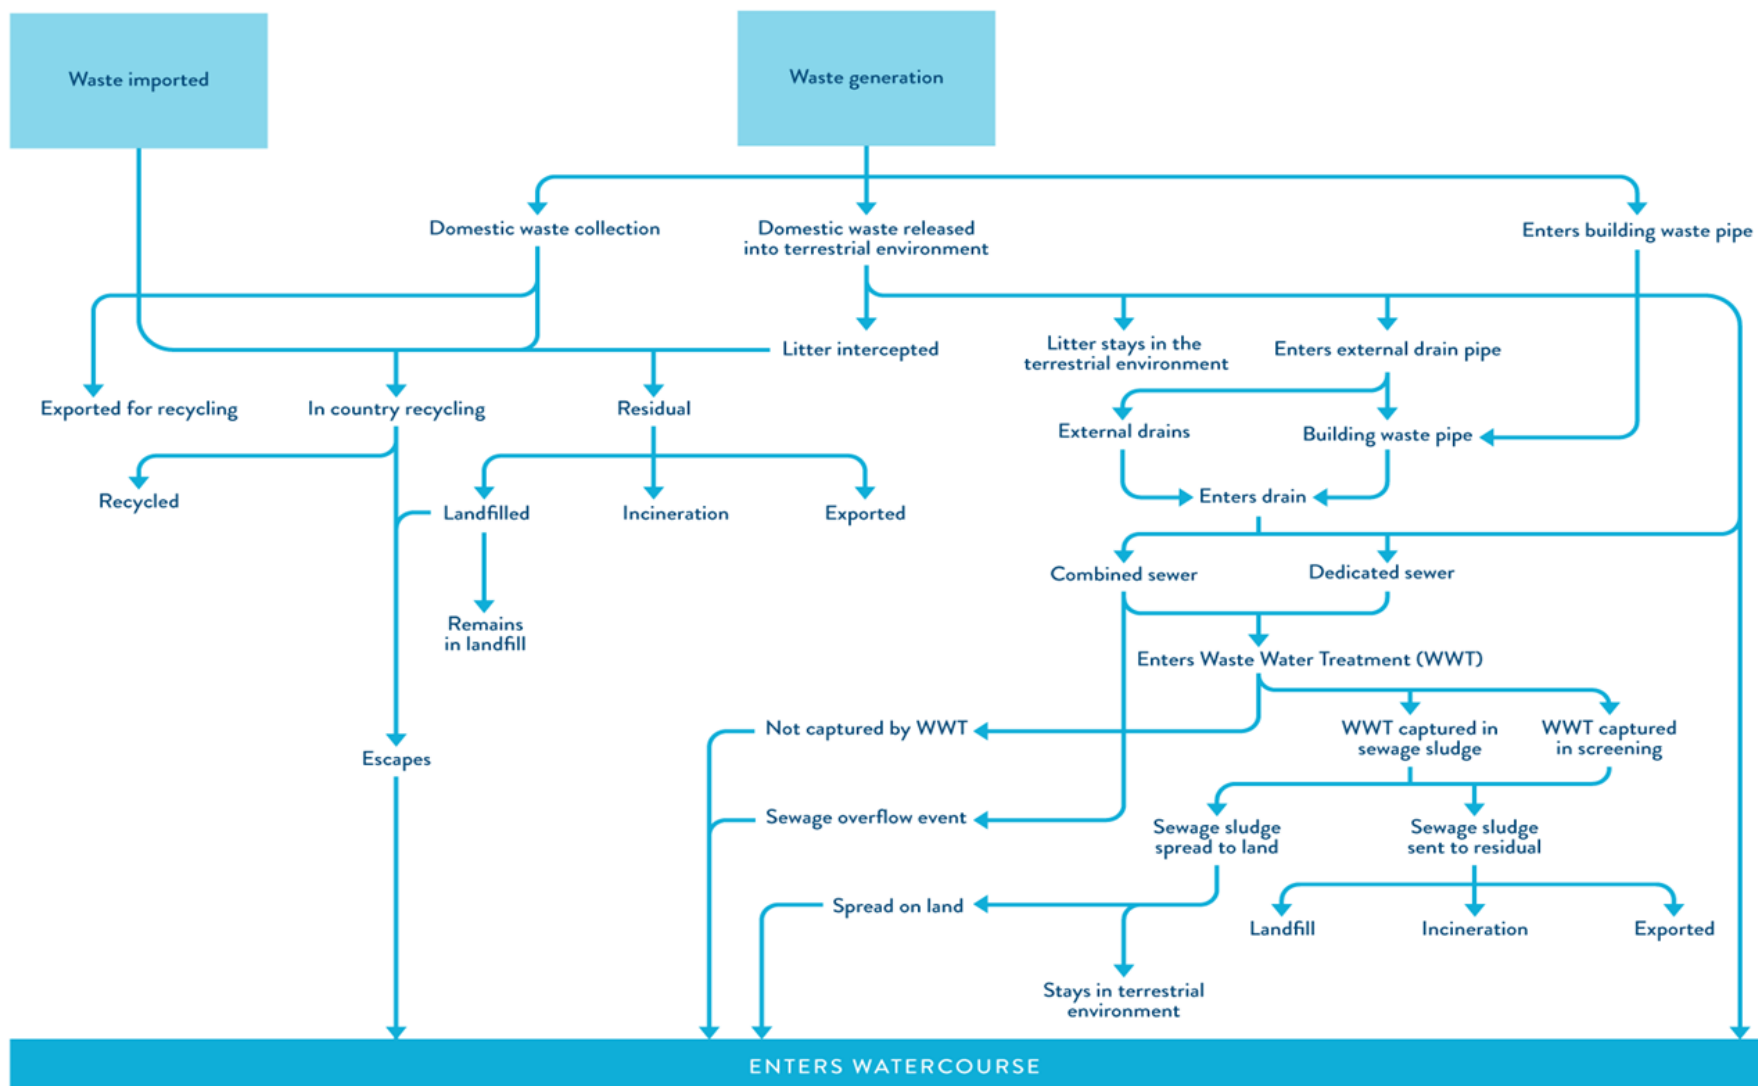 Waste imported
Waste generation
Domestic waste collection
Domestic waste released
into terrestrial environment
Enters building waste pipe
Litter intercepted
Litter stays in the
terrestrial environment
Enters external drain pipe
Exported for recycling
In country recycling
Residual
External drains
Building waste pipe
Recycled
Landfilled
Incineration
Exported
Enters drain
Combined sewer
Dedicated sewer
Remains
in landfill
Enters Waste Water Treatment (WWT)
Not captured by WWT
WWT captured in
sewage sludge
WWT captured
in screening
Escapes
Sewage overflow event
Sewage sludge
spread to land
Sewage sludge
sent to residual
Spread on land
Landfill
Incineration
Exported
Stays in terrestrial
environment
ENTERS WATERCOURSE